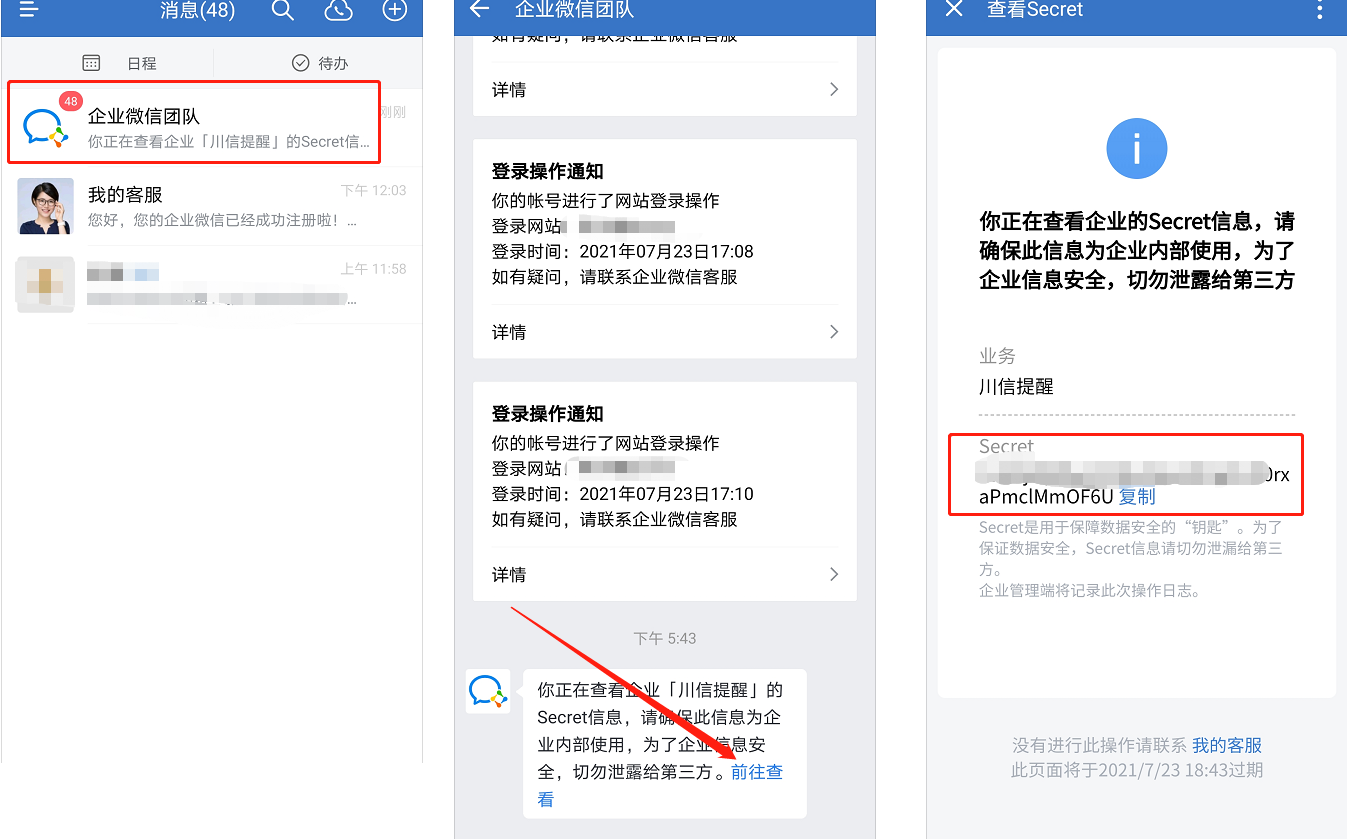 消息(48)
日程
待办
48
企业微信团队
刚刚
你正在查看企业「川信提醒」的Secret信...
我的客服
下午 12:03
您好，您的企业微信已经成功注册啦！...
上午 11:58
企业微信团队
如有疑问，请联系企业微信客服
详情
登录操作通知
你的帐号进行了网站登录操作
登录网站
登录时间：2021年07月23日17:08
如有疑问，请联系企业微信客服
详情
登录操作通知
你的帐号进行了网站登录操作
登录网站
登录时间：2021年07月23日17:10
如有疑问，请联系企业微信客服
详情
下午 5:43
你正在查看企业「川信提醒」的
Secret信息，请确保此信息为企
业内部使用，为了企业信息安
全，切勿泄露给第三方。前往查
看
查看Secret
你正在查看企业的Secret信息，请
确保此信息为企业内部使用，为了
企业信息安全，切勿泄露给第三方
业务
川信提醒
Secret
0rx
aPmclMmOF6U 复制
Secret是用于保障数据安全的“钥匙”。为了
保证数据安全，Secret信息请切勿泄漏给第三
方。
企业管理端将记录此次操作日志。
没有进行此操作请联系 我的客服
此页面将于2021/7/23 18:43过期